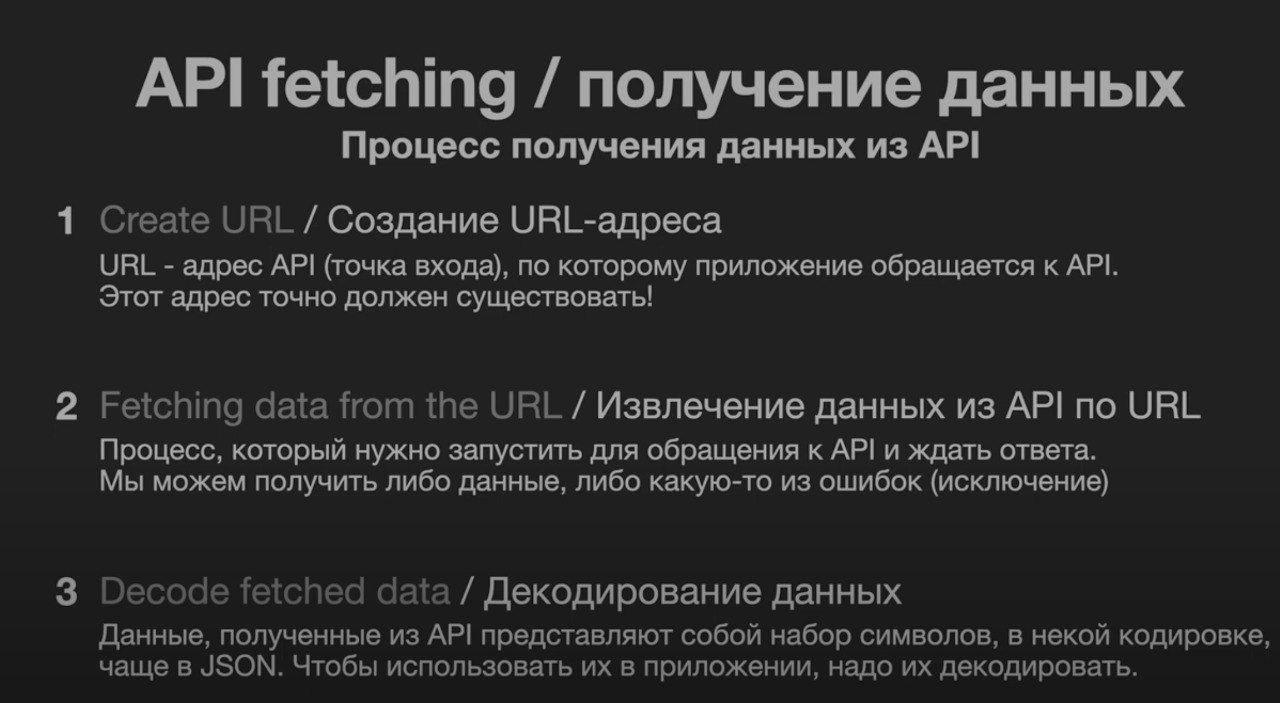 API fetching / получение данных
Процесс получения данных из API
1 Create URL / Создание URL-адреса
URL - адрес API (точка входа), по которому приложение обращается к API.
Этот адрес точно должен существовать!
2 Fetching data from the URL / Извлечение данных из API по URL
Процесс, который нужно запустить для обращения к API и ждать ответа.
Мы можем получить либо данные, либо какую-то из ошибок (исключение)
3 Decode fetched data / Декодирование данных
Данные, полученные из API представляют собой набор символов, в некой кодировке,
чаще в JSON. Чтобы использовать их в приложении, надо их декодировать.